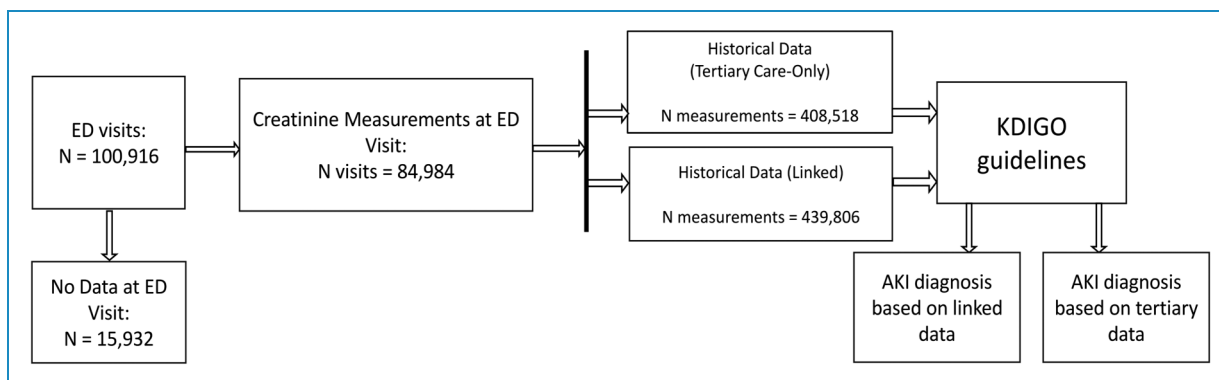 ED visits:
N = 100,916
No Data at ED
Visit:
N = 15,932
Creatinine Measurements at ED
Visit:
N visits = 84,984
Historical Data
(Tertiary Care-Only)
N measurements = 408,518
Historical Data (Linked)
N measurements = 439,806
KDIGO
guidelines
AKI diagnosis
based on linked
data
AKI diagnosis
based on tertiary
data